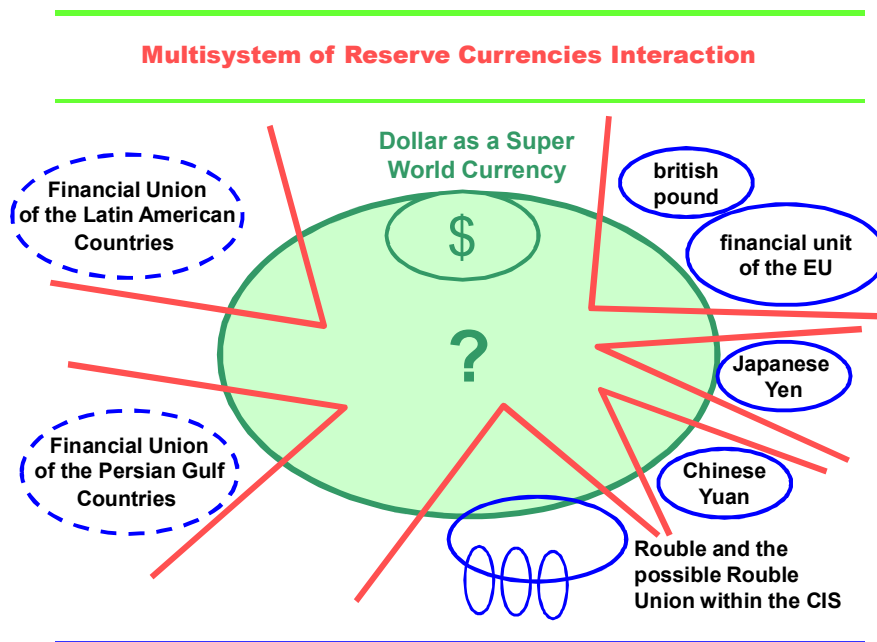 Multisystem of Reserve Currencies Interaction
Dollar as a Super
World Currency
$
?
Financial Union
of the Latin American
Countries
Financial Union
of the Persian Gulf
Countries
british
pound
financial unit
of the EU
Japanese
Yen
Chinese
Yuan
Rouble and the
possible Rouble
Union within the CIS